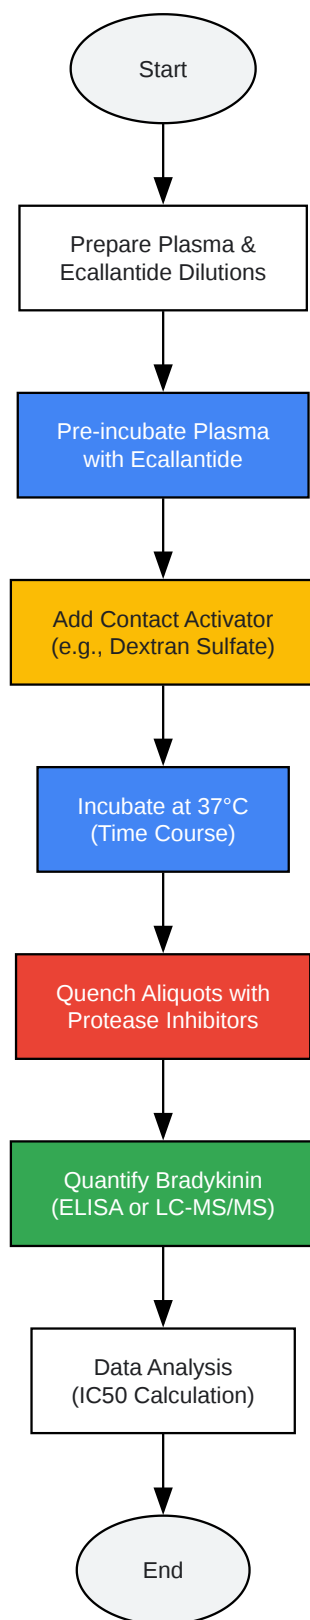 Start
Prepare Plasma &
Ecallantide Dilutions
Pre-incubate Plasma
with Ecallantide
Add Contact Activator
(e.g., Dextran Sulfate)
Incubate at 37°C
(Time Course)
Quench Aliquots with
Protease Inhibitors
Quantify Bradykinin
(ELISA or LC-MS/MS)
Data Analysis
(IC50 Calculation)
End